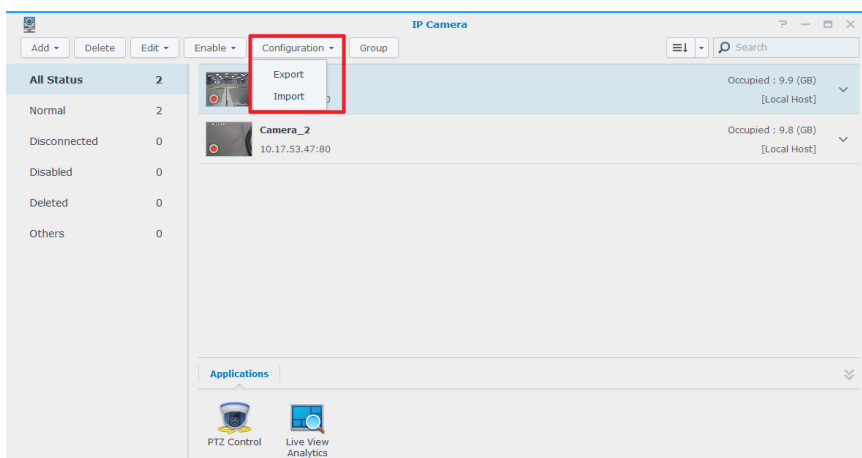 IP Camera
Add Delete Edit Enable Configuration Group Search
All Status 2
Normal 2
Disconnected 0
Disabled 0
Deleted 0
Others 0
Export
Import
Occupied : 9.9 (GB)
[Local Host]
Camera_2
10.17.53.47:80
Occupied : 9.8 (GB)
[Local Host]
Applications
PTZ Control
Live View
Analytics